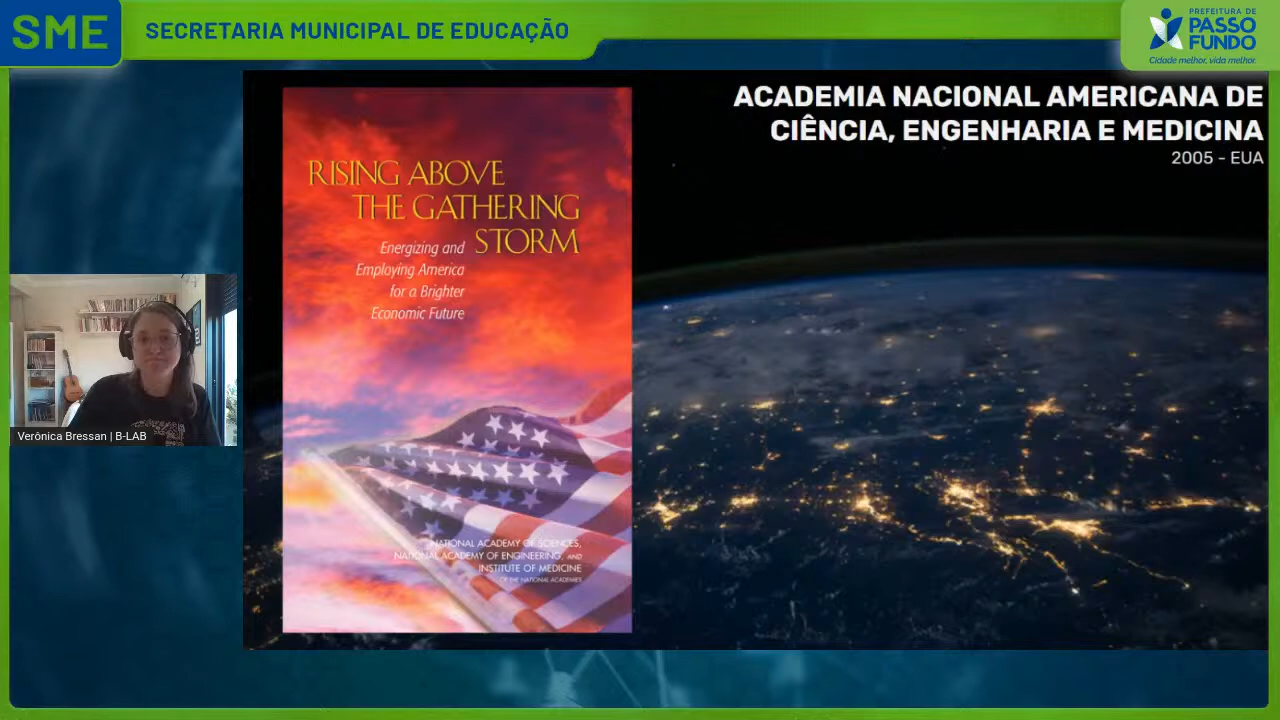 SME
SECRETARIA MUNICIPAL DE EDUCAÇÃO
PREFEITURA DE
PASSO
FUNDO
Cidade melhor, vida melhor.
ACADEMIA NACIONAL AMERICANA DE
CIÊNCIA, ENGENHARIA E MEDICINA
2005 - EUA
RISING ABOVE
THE GATHERING
STORM
Energizing and
Employing America
for a Brighter
Economic Future
NATIONAL ACADEMY OF SCIENCES,
NATIONAL ACADEMY OF ENGINEERING, AND
INSTITUTE OF MEDICINE
OF THE NATIONAL ACADEMIES
Verônica Bressan | B-LAB